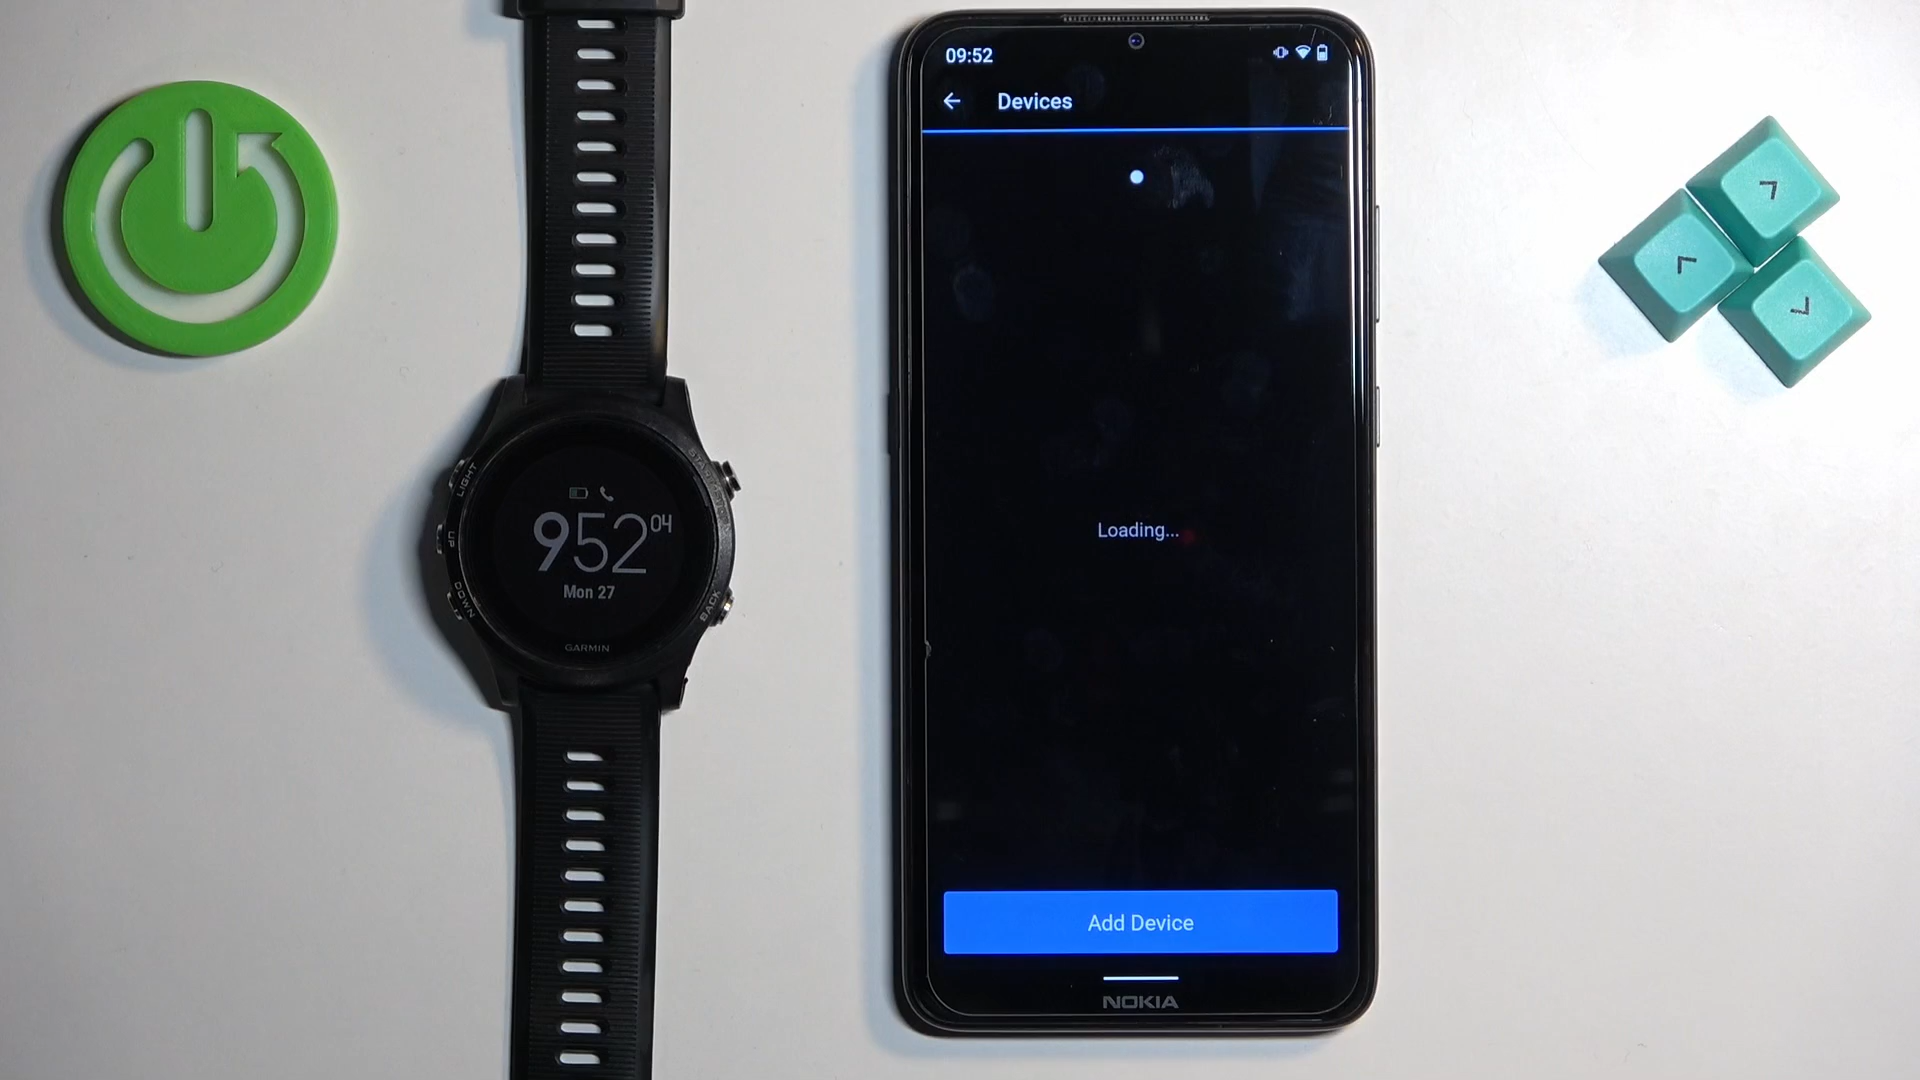 09:52
Devices
Loading...
Add Device
NOKIA
LIGHT
UP
DOWN
BACK
952 04
Mon 27
GARMIN